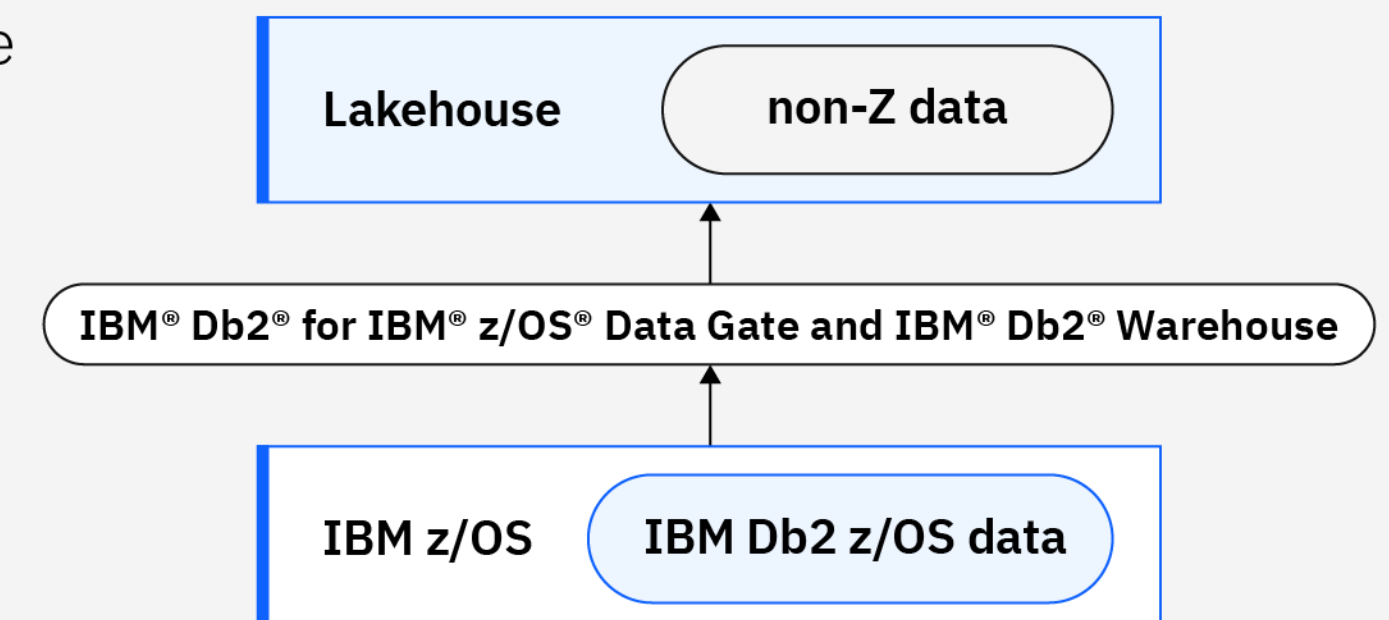 e
Lakehouse
non-Z data
IBM® Db2® for IBM® z/OS® Data Gate and IBM® Db2® Warehouse
IBM z/OS
IBM Db2 z/OS data